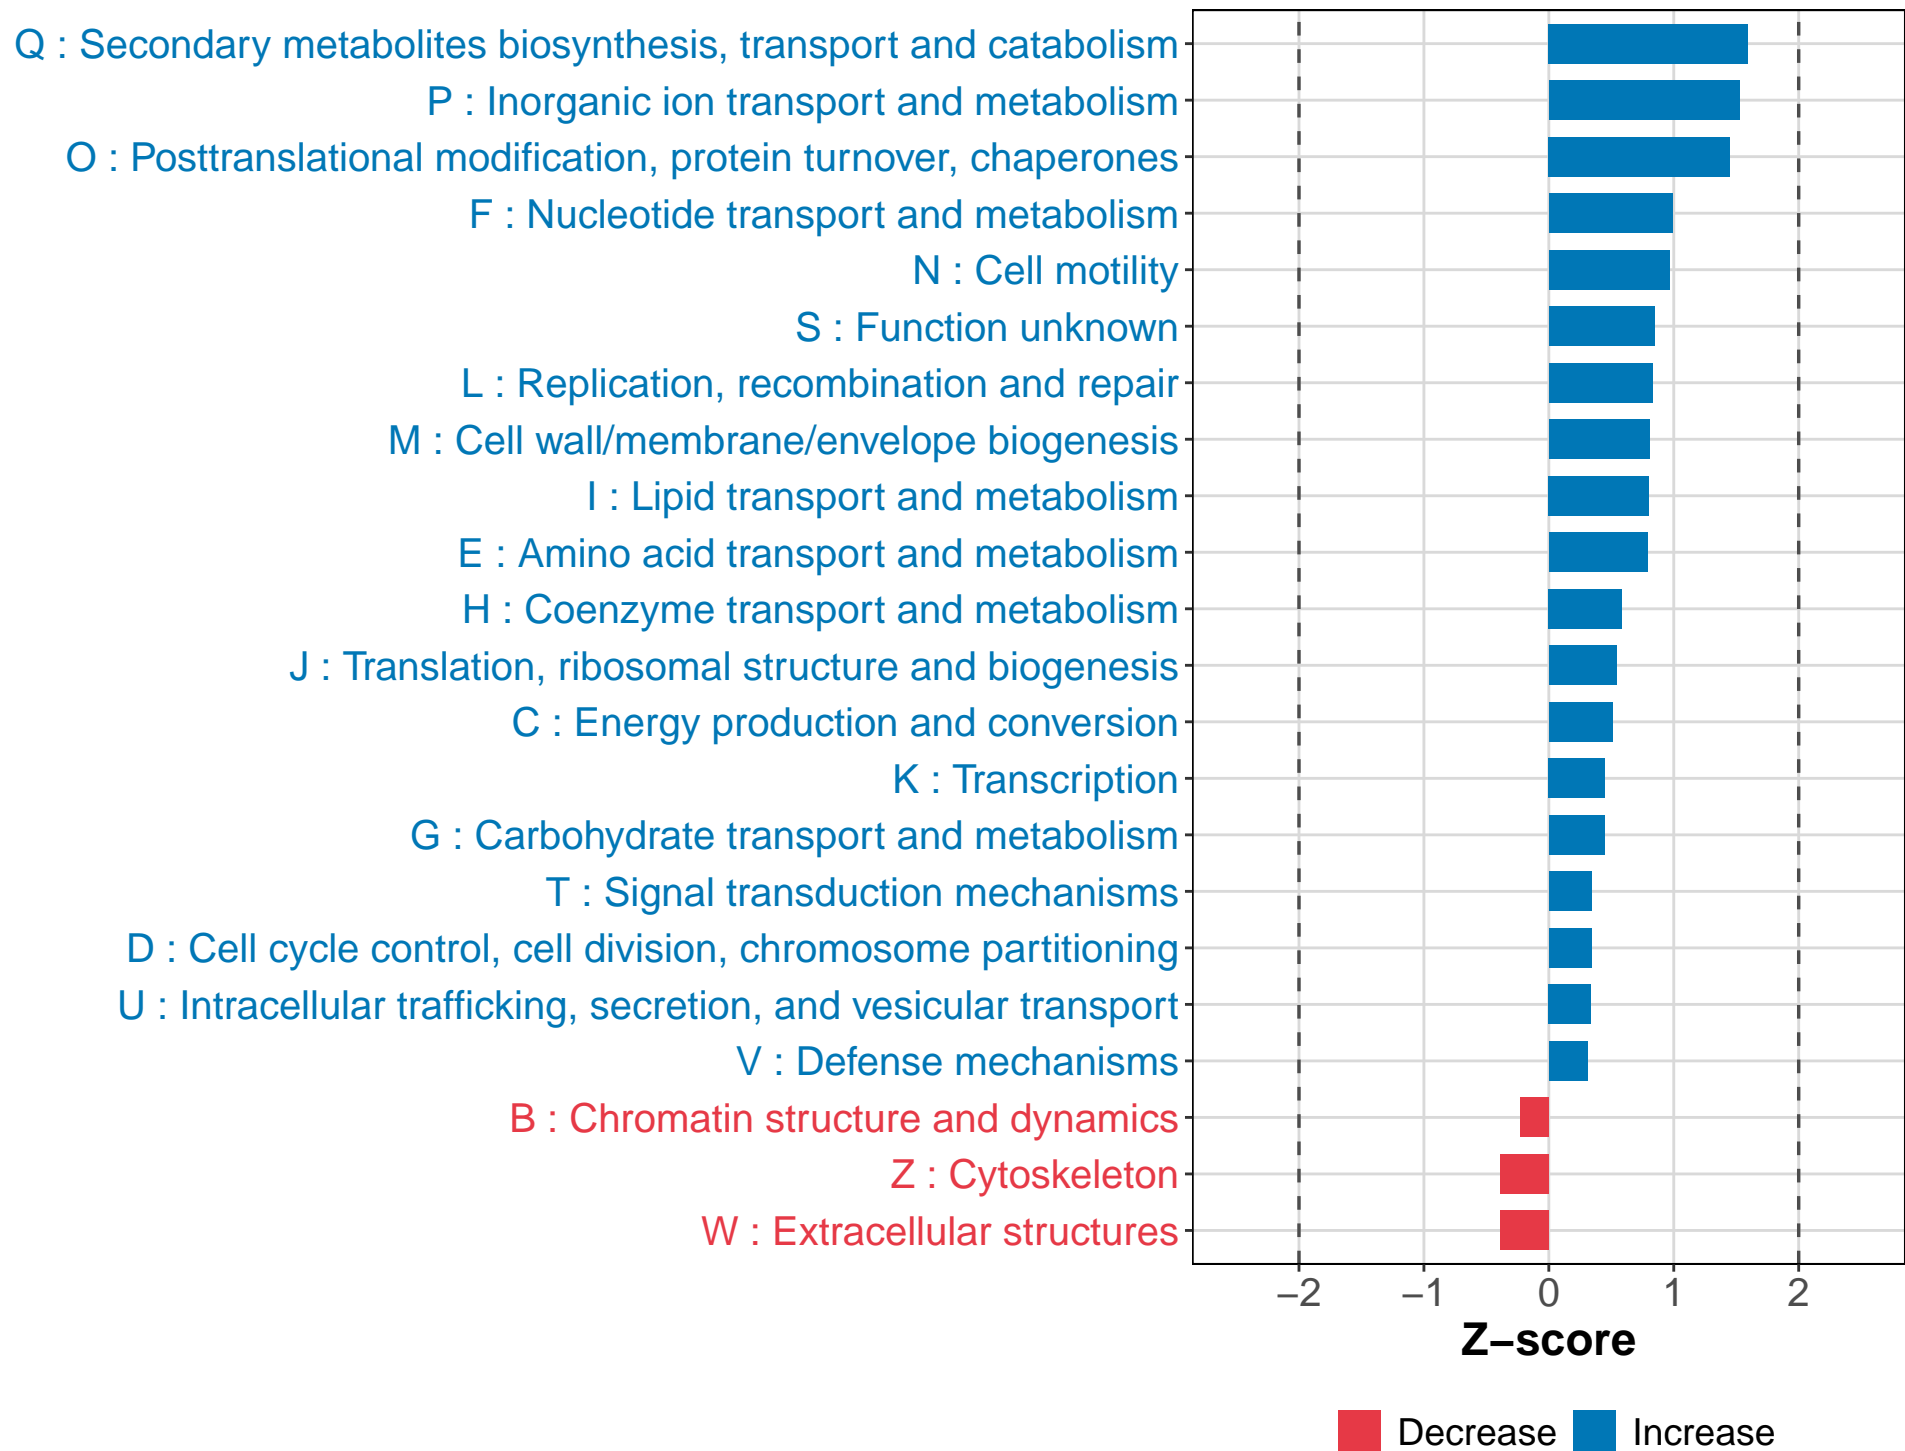 Q : Secondary metabolites biosynthesis, transport and catabolism
P : Inorganic ion transport and metabolism
O : Posttranslational modification, protein turnover, chaperones
F : Nucleotide transport and metabolism
N : Cell motility
S : Function unknown
L : Replication, recombination and repair
M : Cell wall/membrane/envelope biogenesis
I : Lipid transport and metabolism
E : Amino acid transport and metabolism
H : Coenzyme transport and metabolism
J : Translation, ribosomal structure and biogenesis
C : Energy production and conversion
K : Transcription
G : Carbohydrate transport and metabolism
T : Signal transduction mechanisms
D : Cell cycle control, cell division, chromosome partitioning
U : Intracellular trafficking, secretion, and vesicular transport
V : Defense mechanisms
B : Chromatin structure and dynamics
Z : Cytoskeleton
W : Extracellular structures
−2 −1 0 1 2
Z−score
Decrease Increase